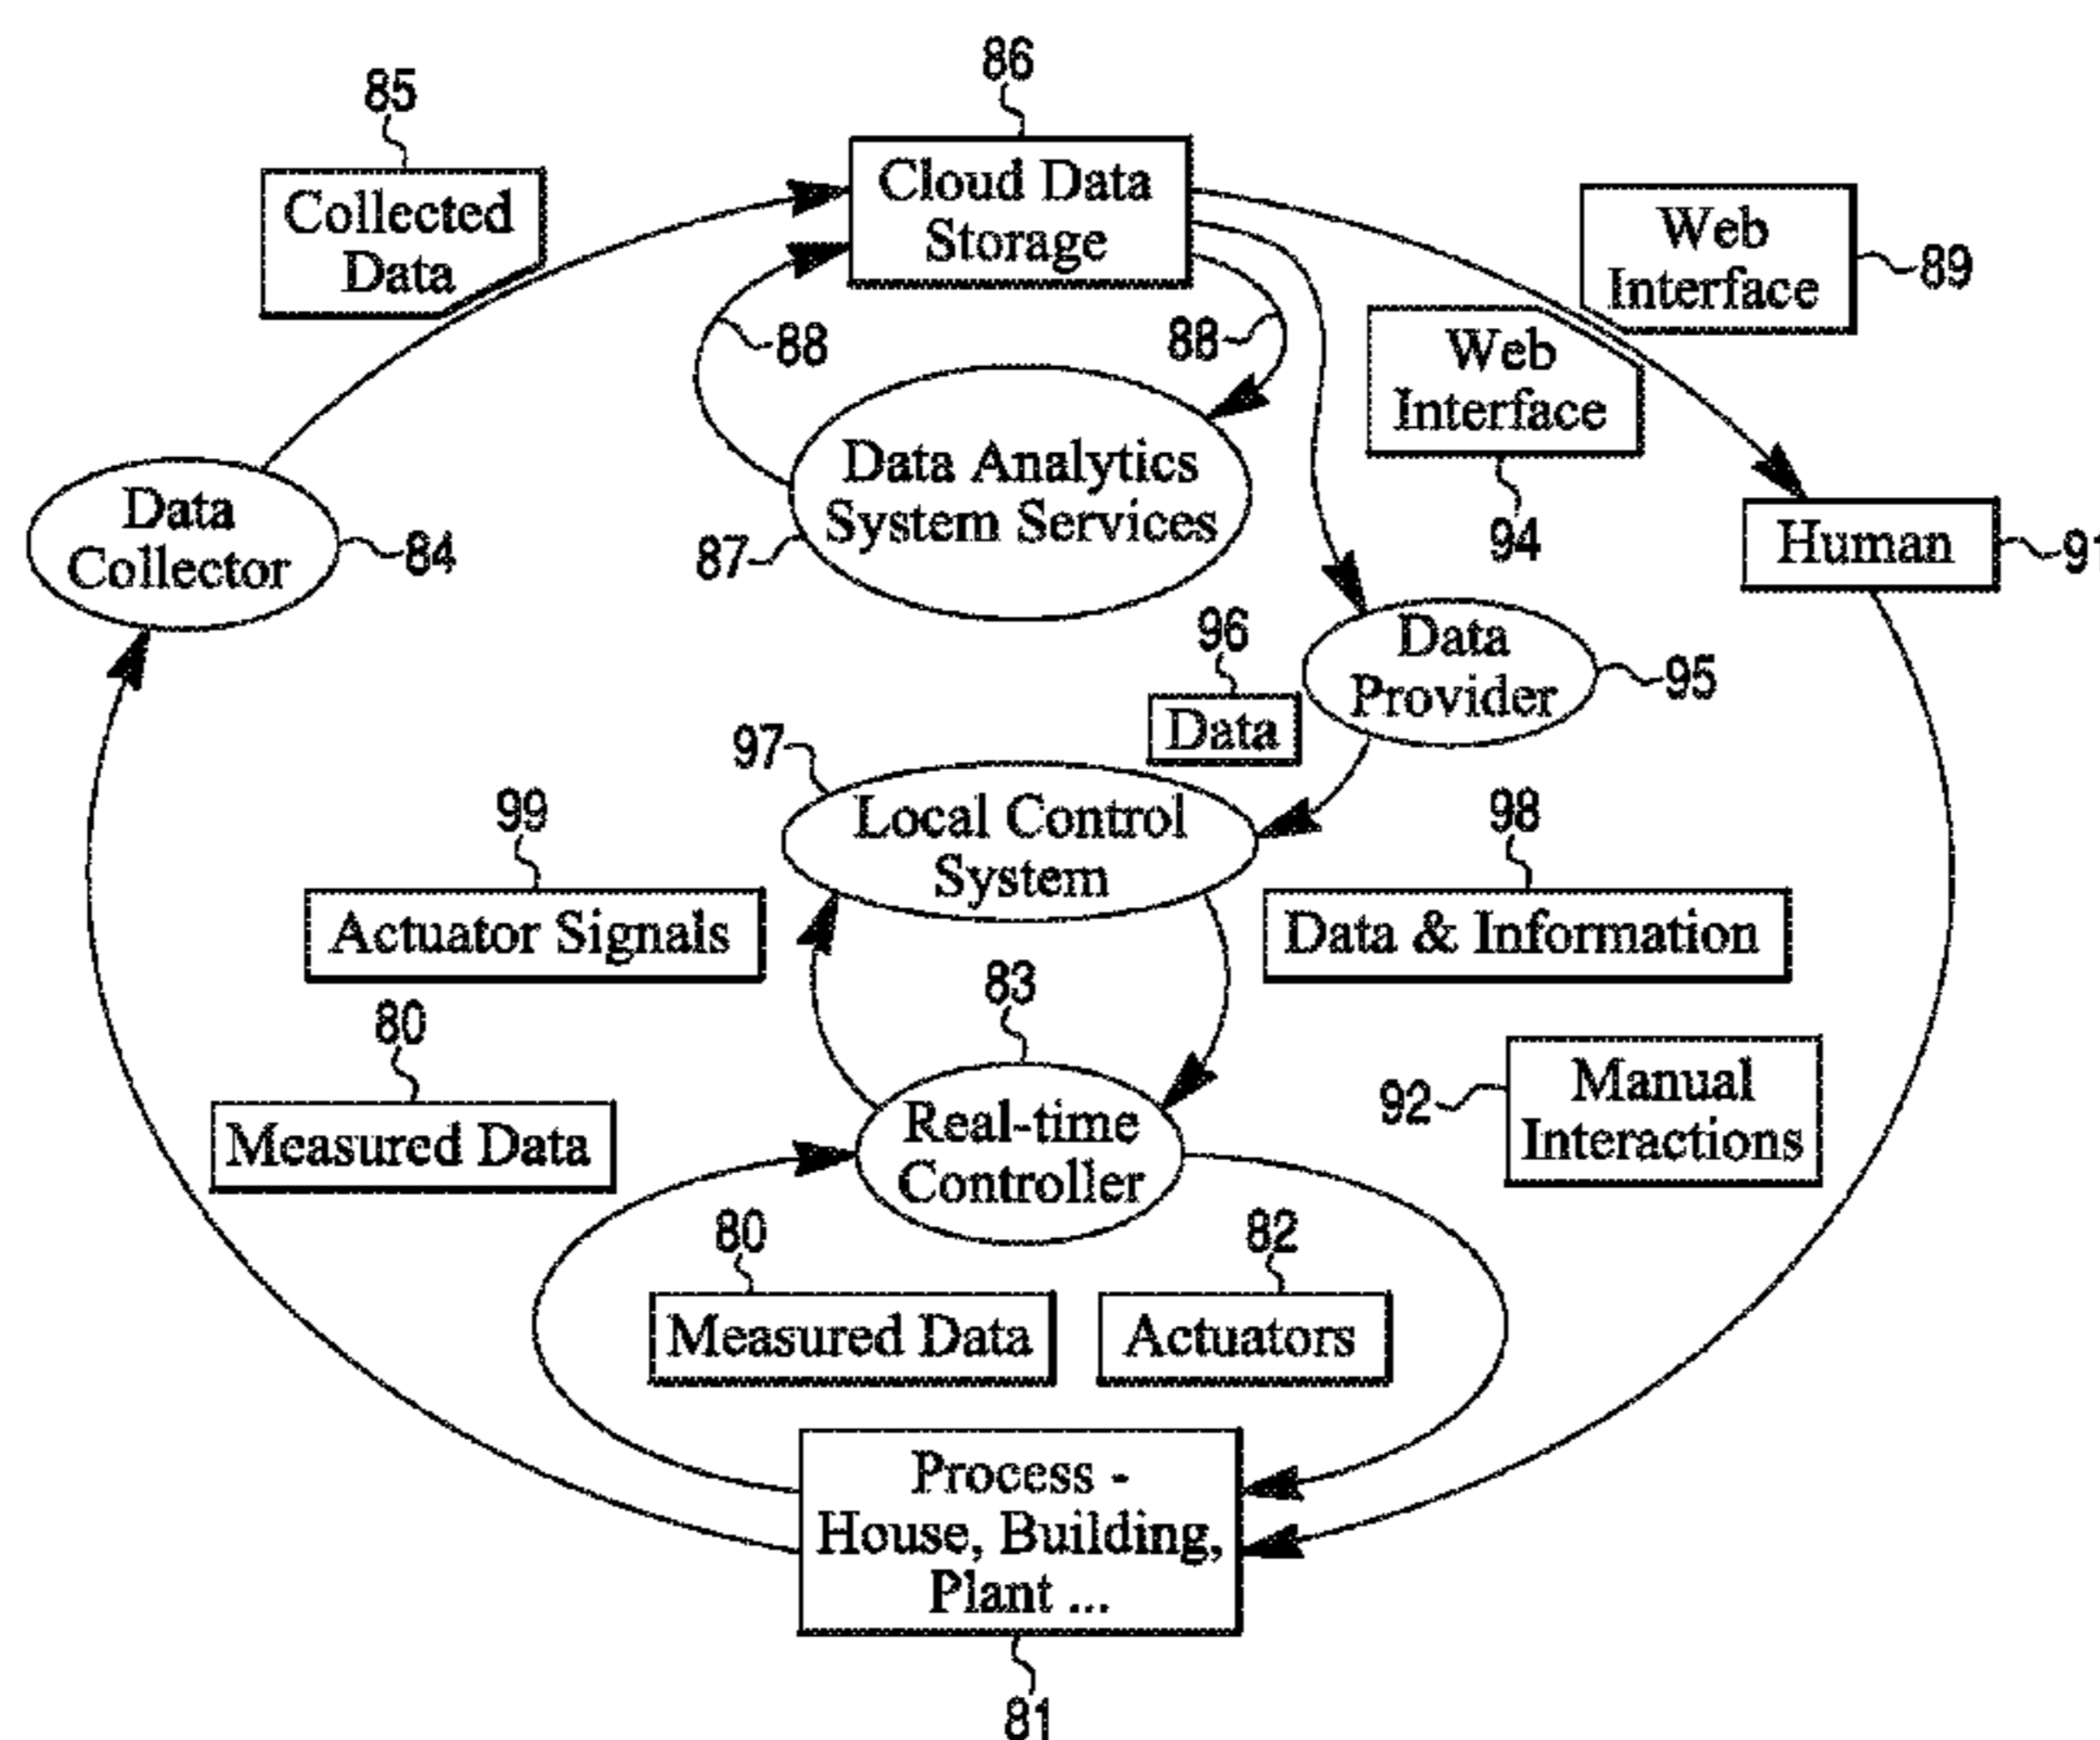 86
85
Cloud Data
Storage
Collected
Data
Web
Interface
89
88
88
Web
Interface
94
Data Analytics
System Services
87
Data
Collector
84
Human
91
96
Data
Provider
95
Data
97
Local Control
System
99
98
Actuator Signals
Data & Information
83
80
Measured Data
92
Manual
Interactions
Real-time
Controller
80
82
Measured Data
Actuators
Process -
House, Building,
Plant ...
81